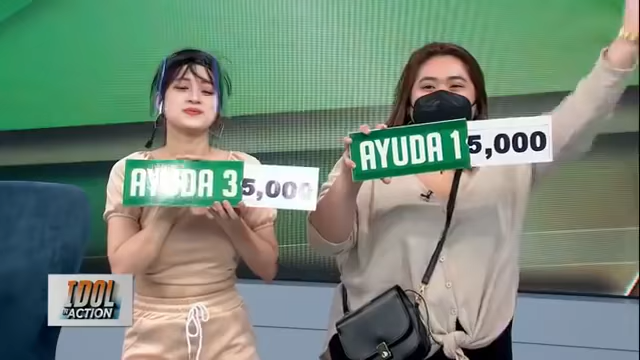 AYUDA 3 5,000
AYUDA 1 5,000
IDOL
IN ACTION